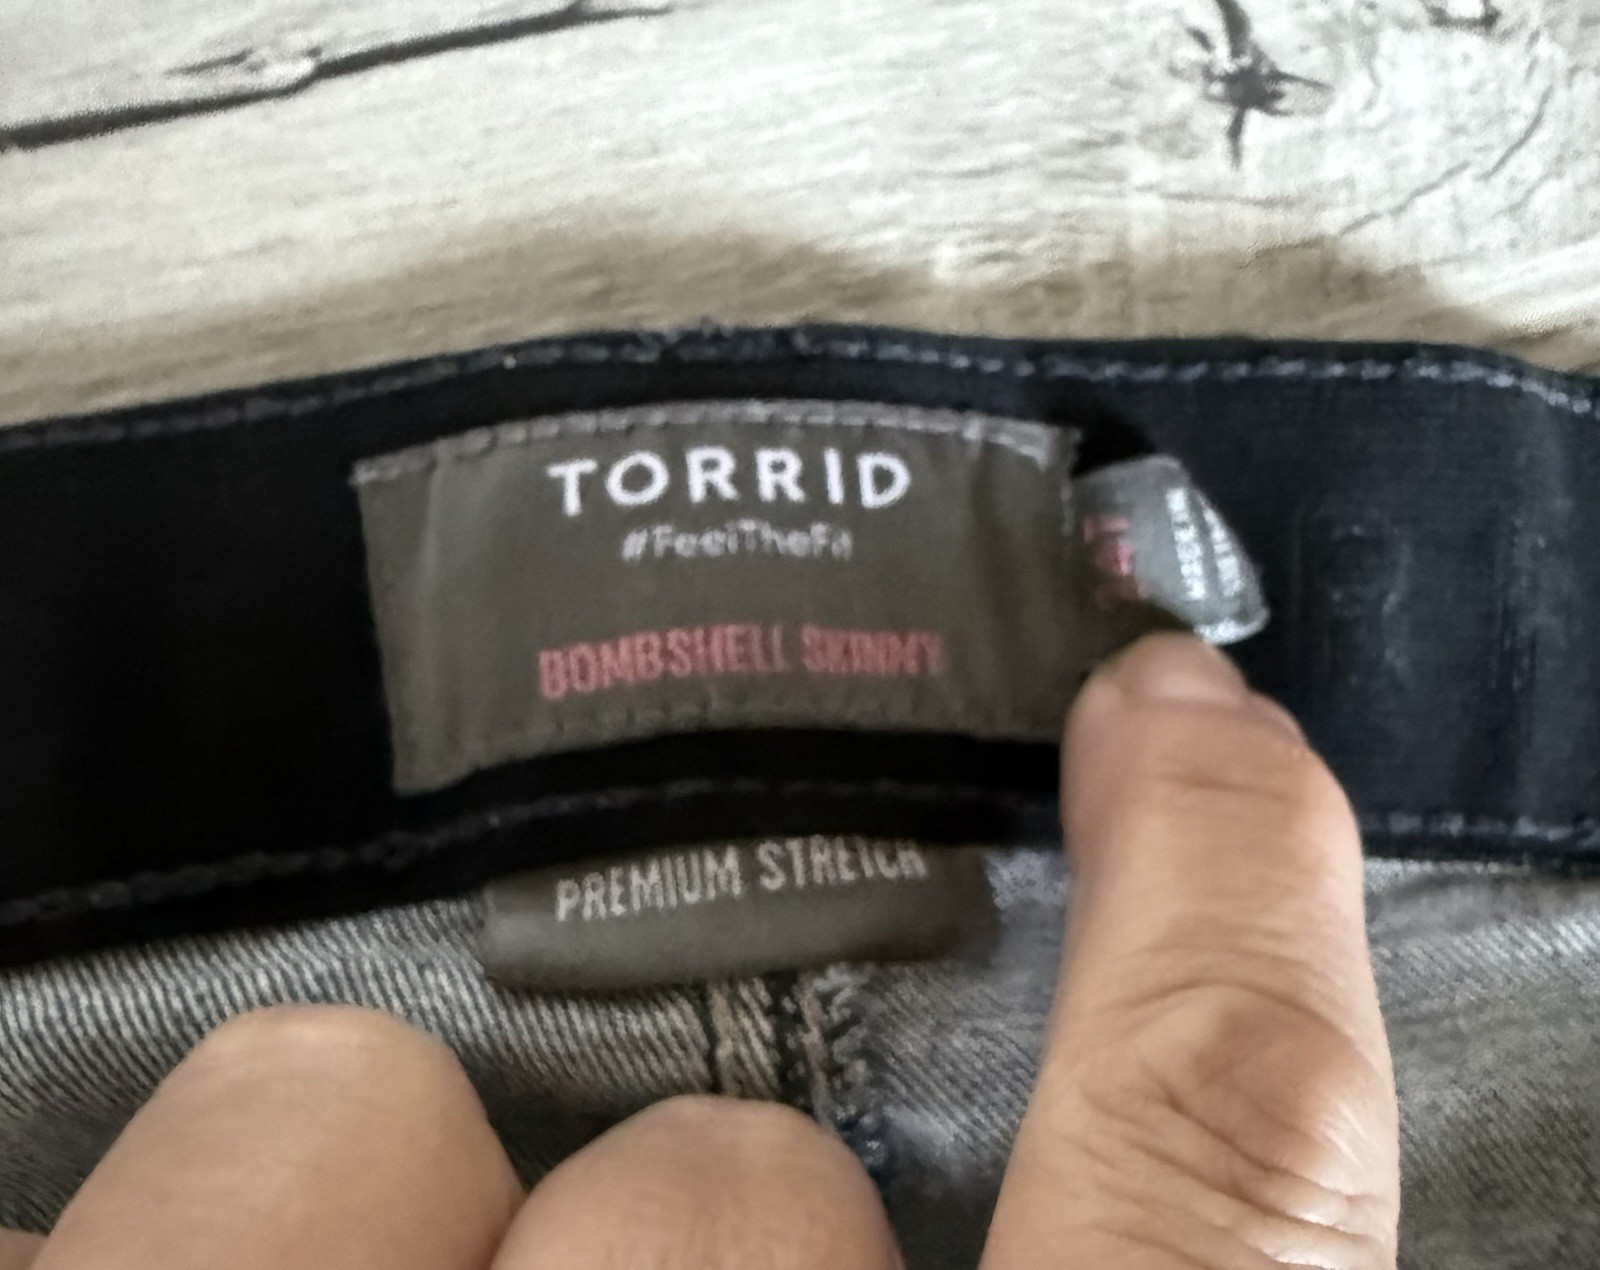 TORRID
#FeelTheFit
BOMBSHELL SKINNY
PREMIUM STRETCH